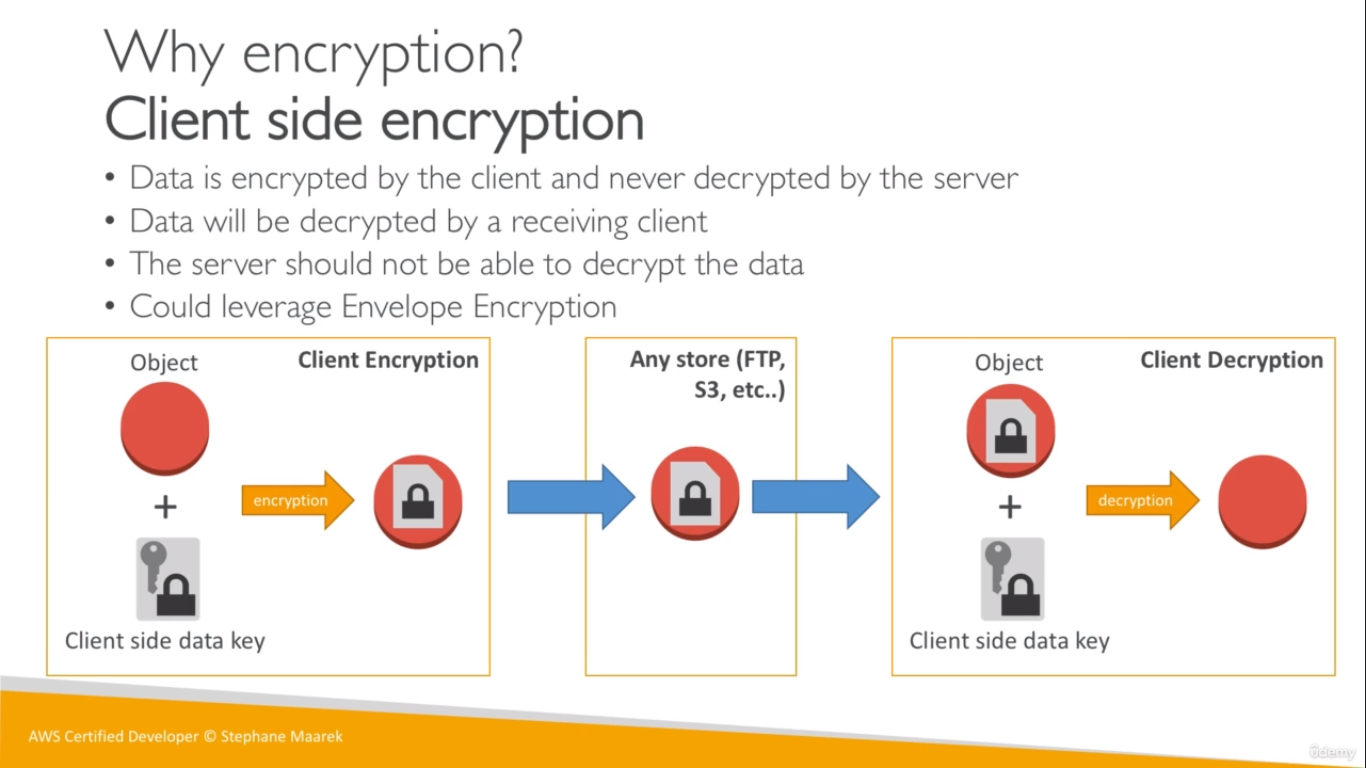 Why encryption?
Client side encryption
• Data is encrypted by the client and never decrypted by the server
• Data will be decrypted by a receiving client
• The server should not be able to decrypt the data
• Could leverage Envelope Encryption
Object
Client Encryption
+
encryption
Client side data key
Any store (FTP,
S3, etc..)
Object
Client Decryption
+
decryption
Client side data key
AWS Certified Developer © Stephane Maarek
ûdemy